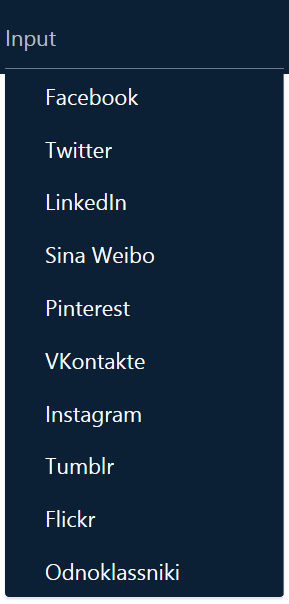 Input
Facebook
Twitter
LinkedIn
Sina Weibo
Pinterest
VKontakte
Instagram
Tumblr
Flickr
Odnoklassniki